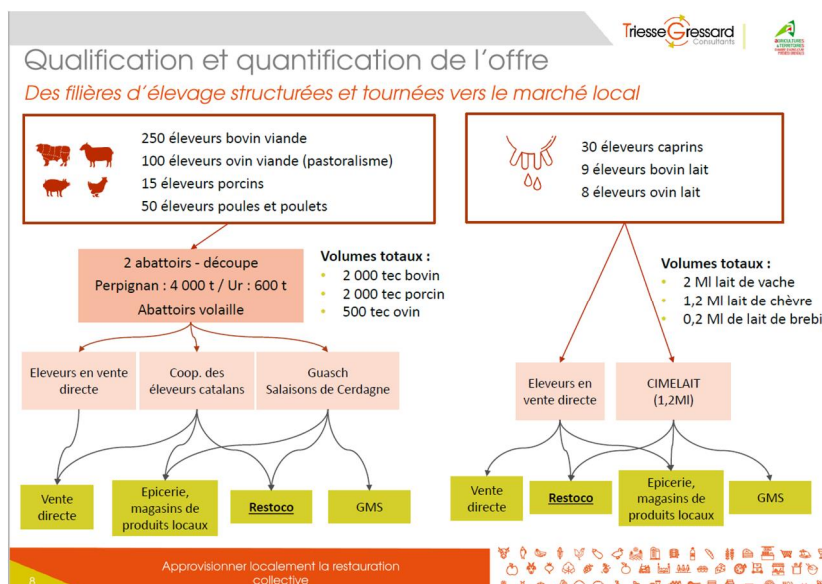 Triesse Gressard
Consultants
AGRICULTURES
& TERRITOIRES
Qualification et quantification de l'offre
Des filières d'élevage structurées et tournées vers le marché local
250 éleveurs bovin viande
100 éleveurs ovin viande (pastoralisme)
15 éleveurs porcins
50 éleveurs poules et poulets
30 éleveurs caprins
9 éleveurs bovin lait
8 éleveurs ovin lait
2 abattoirs - découpe
Perpignan : 4 000 t / Ur : 600 t
Abattoirs volaille
Volumes totaux :
• 2 000 tec bovin
• 2 000 tec porcin
• 500 tec ovin
Volumes totaux :
• 2 Ml lait de vache
• 1,2 Ml lait de chèvre
• 0,2 Ml de lait de brebi
Eleveurs en vente
directe
Coop. des
éleveurs catalans
Guasch
Salaisons de Cerdagne
Eleveurs en
vente directe
CIMELAIT
(1,2Ml)
Vente
directe
Epicerie,
magasins de
produits locaux
Restoco
GMS
Vente
directe
Restoco
Epicerie,
magasins de
produits locaux
GMS
8
Approvisionner localement la restauration
collective